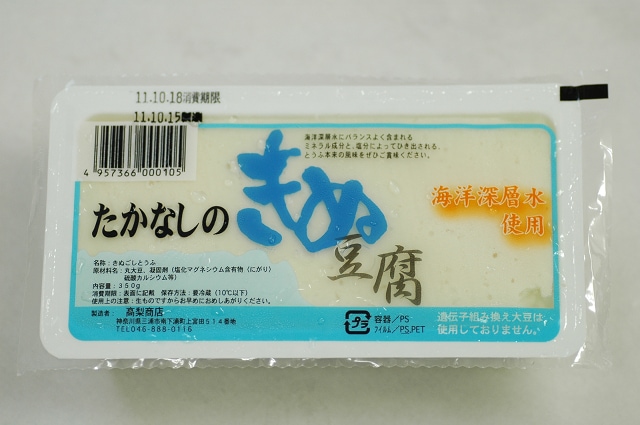 11.10.18消費期限
11.10.15製造
4 957366 000105
海洋深層水にバランスよく含まれる
ミネラル成分と、塩分によってひき出される、
とうふ本来の風味をぜひご賞味ください。
たかなしの
きぬ
豆腐
海洋深層水
使用
名称：きぬごしとうふ
原材料名：丸大豆、凝固剤（塩化マグネシウム含有物（にがり）
硫酸カルシウム等）
内容量：350g
消費期限：表面に記載 保存方法：要冷蔵（10℃以下）
使用上の注意：生ものですからお早めにおめしあがりください。
製造者：高梨商店
神奈川県三浦市南下浦町上宮田514番地
TEL046-888-0116
プラ
容器／PS
フィルム／PS,PET
遺伝子組み換え大豆は、
使用しておりません。